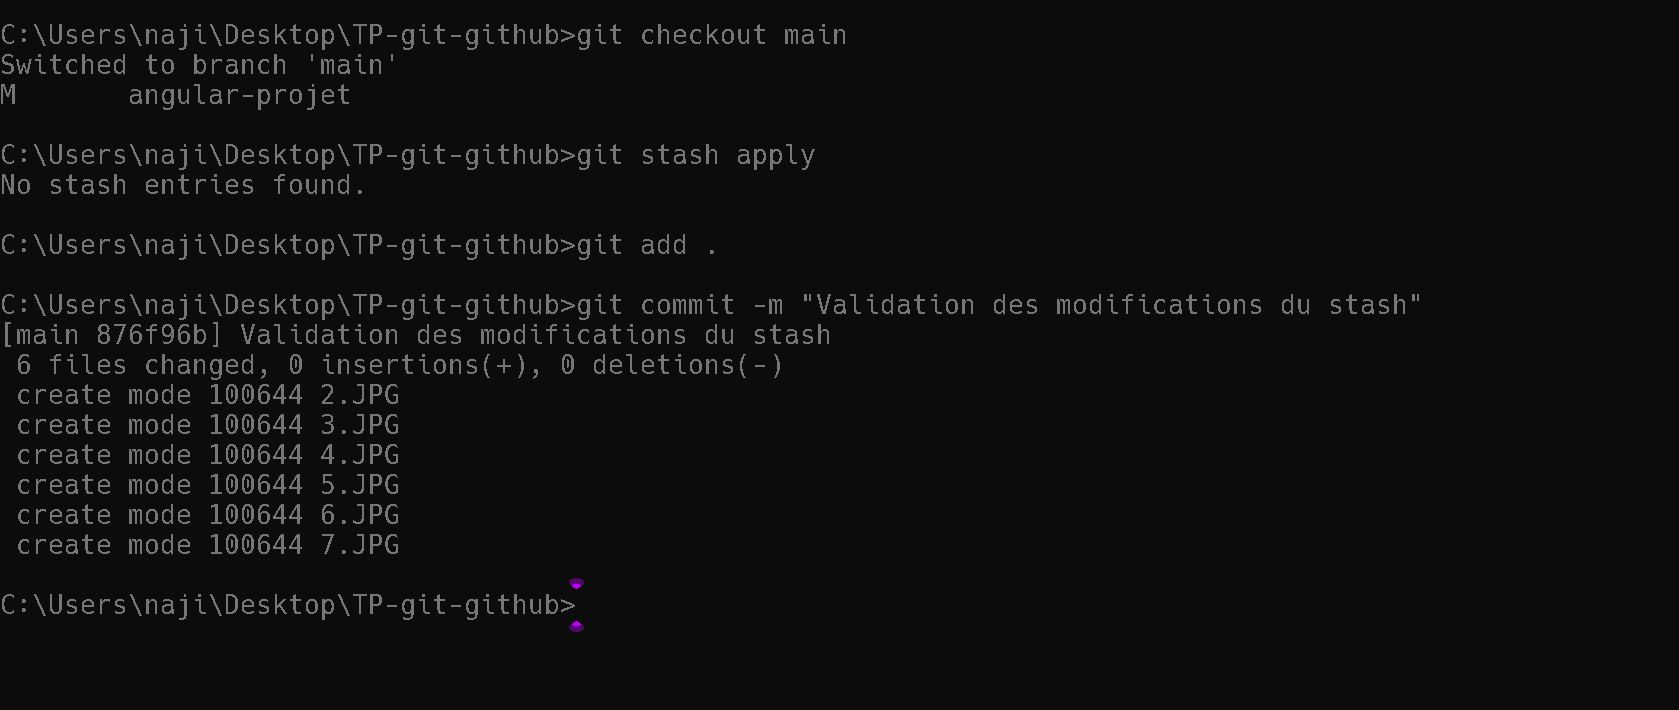 C:\Users\naji\Desktop\TP-git-github>git checkout main
Switched to branch 'main'
M       angular-projet
C:\Users\naji\Desktop\TP-git-github>git stash apply
No stash entries found.
C:\Users\naji\Desktop\TP-git-github>git add .
C:\Users\naji\Desktop\TP-git-github>git commit -m "Validation des modifications du stash"
[main 876f96b] Validation des modifications du stash
 6 files changed, 0 insertions(+), 0 deletions(-)
 create mode 100644 2.JPG
 create mode 100644 3.JPG
 create mode 100644 4.JPG
 create mode 100644 5.JPG
 create mode 100644 6.JPG
 create mode 100644 7.JPG
C:\Users\naji\Desktop\TP-git-github>